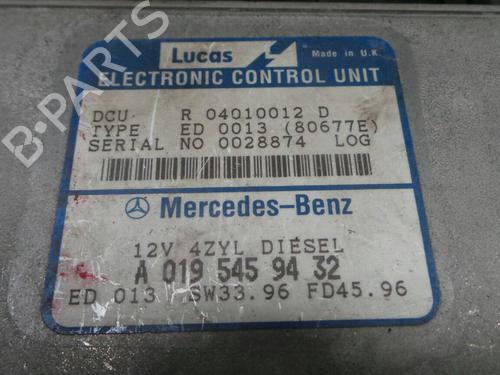 Lucas
Made in U.K.
ELECTRONIC CONTROL UNIT
DCU. R 04010012 D
TYPE ED 0013 (80677E)
SERIAL NO 0028874 LOG
Mercedes-Benz
12V 4ZYL DIESEL
A 019 545 94 32
ED 013 SW33.96 FD45.96
B-PARTS